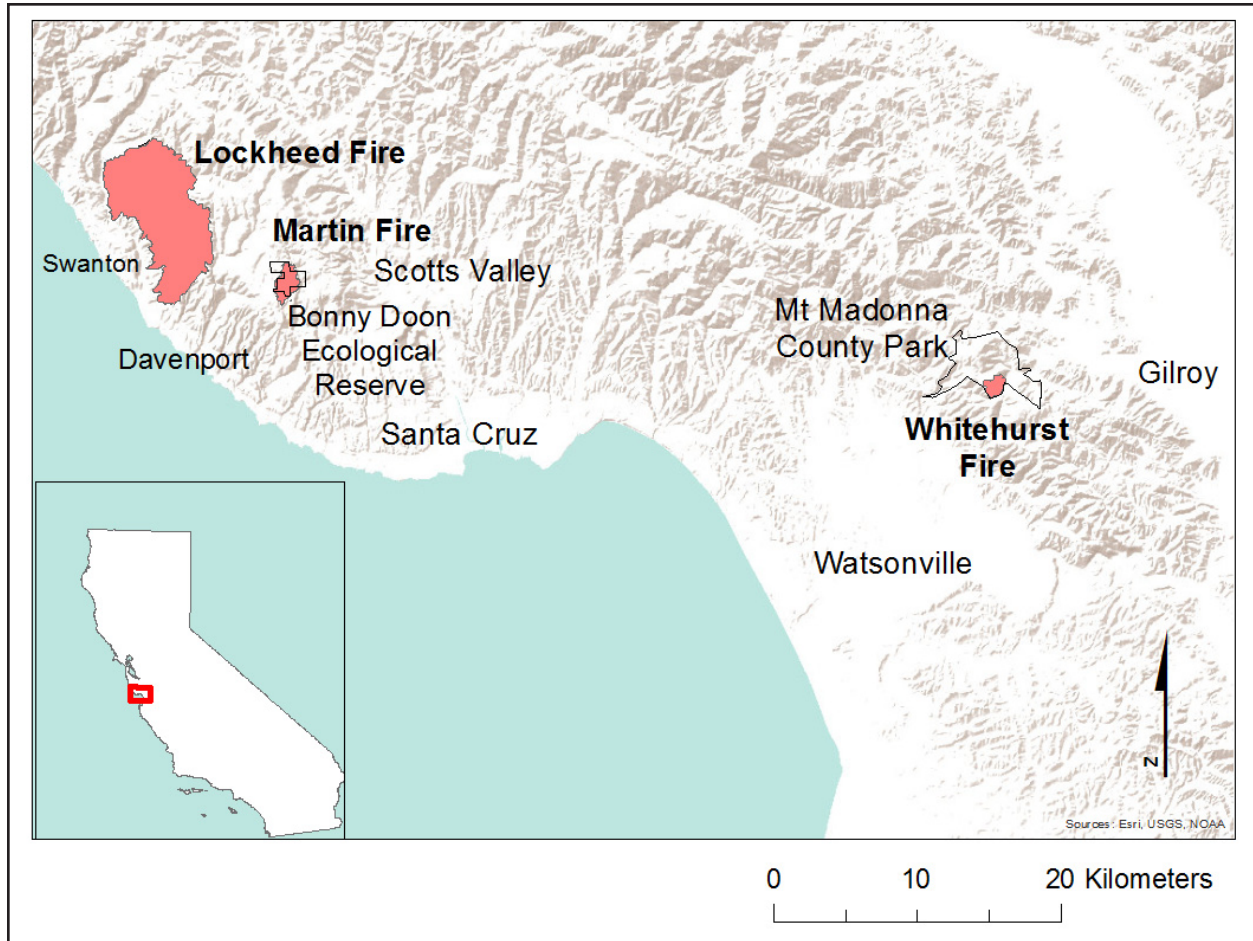 Lockheed Fire
Martin Fire
Swanton
Scotts Valley
Bonny Doon
Ecological
Reserve
Davenport
Mt Madonna
County Park
Gilroy
Santa Cruz
Whitehurst
Fire
Watsonville
N
Sources: Esri, USGS, NOAA
0 10 20 Kilometers